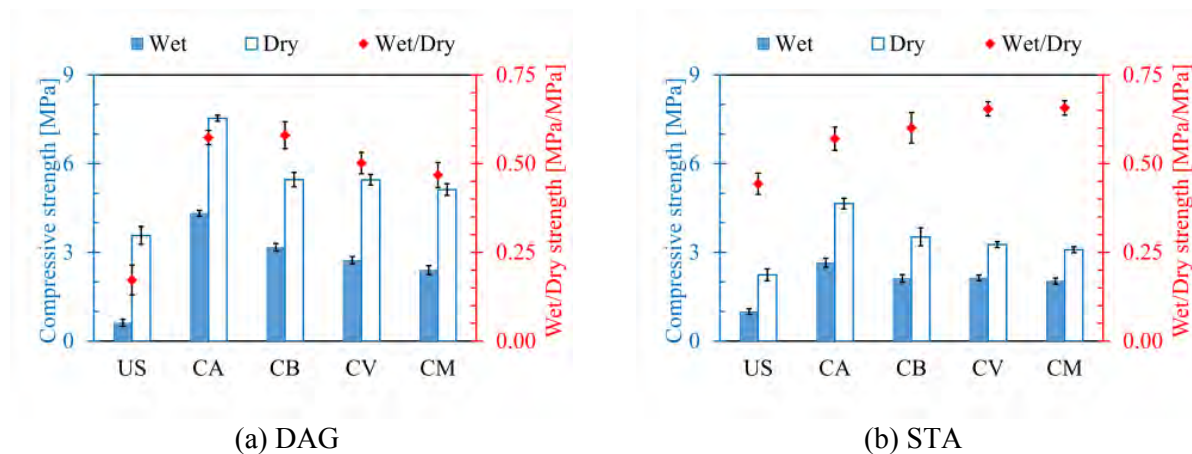 Wet Dry Wet/Dry
Compressive strength [MPa]
9
6
3
0
0.75
0.50
0.25
0.00
Wet/Dry strength [MPa/MPa]
US CA CB CV CM
(a) DAG
Wet Dry Wet/Dry
Compressive strength [MPa]
9
6
3
0
0.75
0.50
0.25
0.00
Wet/Dry strength [MPa/MPa]
US CA CB CV CM
(b) STA